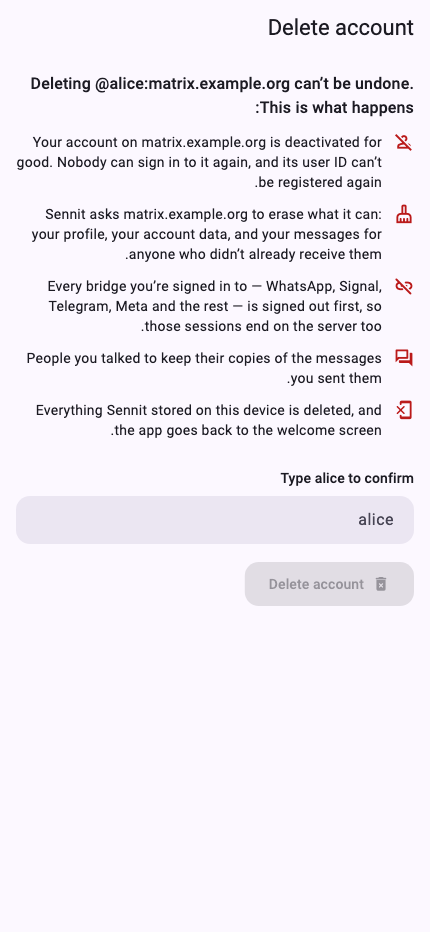 Delete account
Deleting @alice:matrix.example.org can’t be undone.
This is what happens:
Your account on matrix.example.org is deactivated for
good. Nobody can sign in to it again, and its user ID can’t
be registered again.
Sennit asks matrix.example.org to erase what it can:
your profile, your account data, and your messages for
anyone who didn’t already receive them.
Every bridge you’re signed in to — WhatsApp, Signal,
Telegram, Meta and the rest — is signed out first, so
those sessions end on the server too.
People you talked to keep their copies of the messages
you sent them.
Everything Sennit stored on this device is deleted, and
the app goes back to the welcome screen.
Type alice to confirm
alice
Delete account